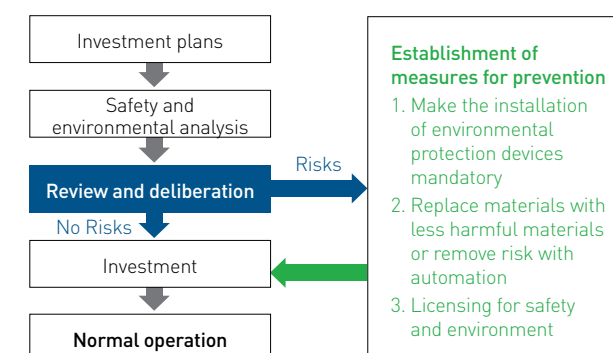 Investment plans
Safety and
environmental analysis
Review and deliberation
Risks
No Risks
Investment
Normal operation
Establishment of
measures for prevention
1. Make the installation
of environmental
protection devices
mandatory
2. Replace materials with
less harmful materials
or remove risk with
automation
3. Licensing for safety
and environment